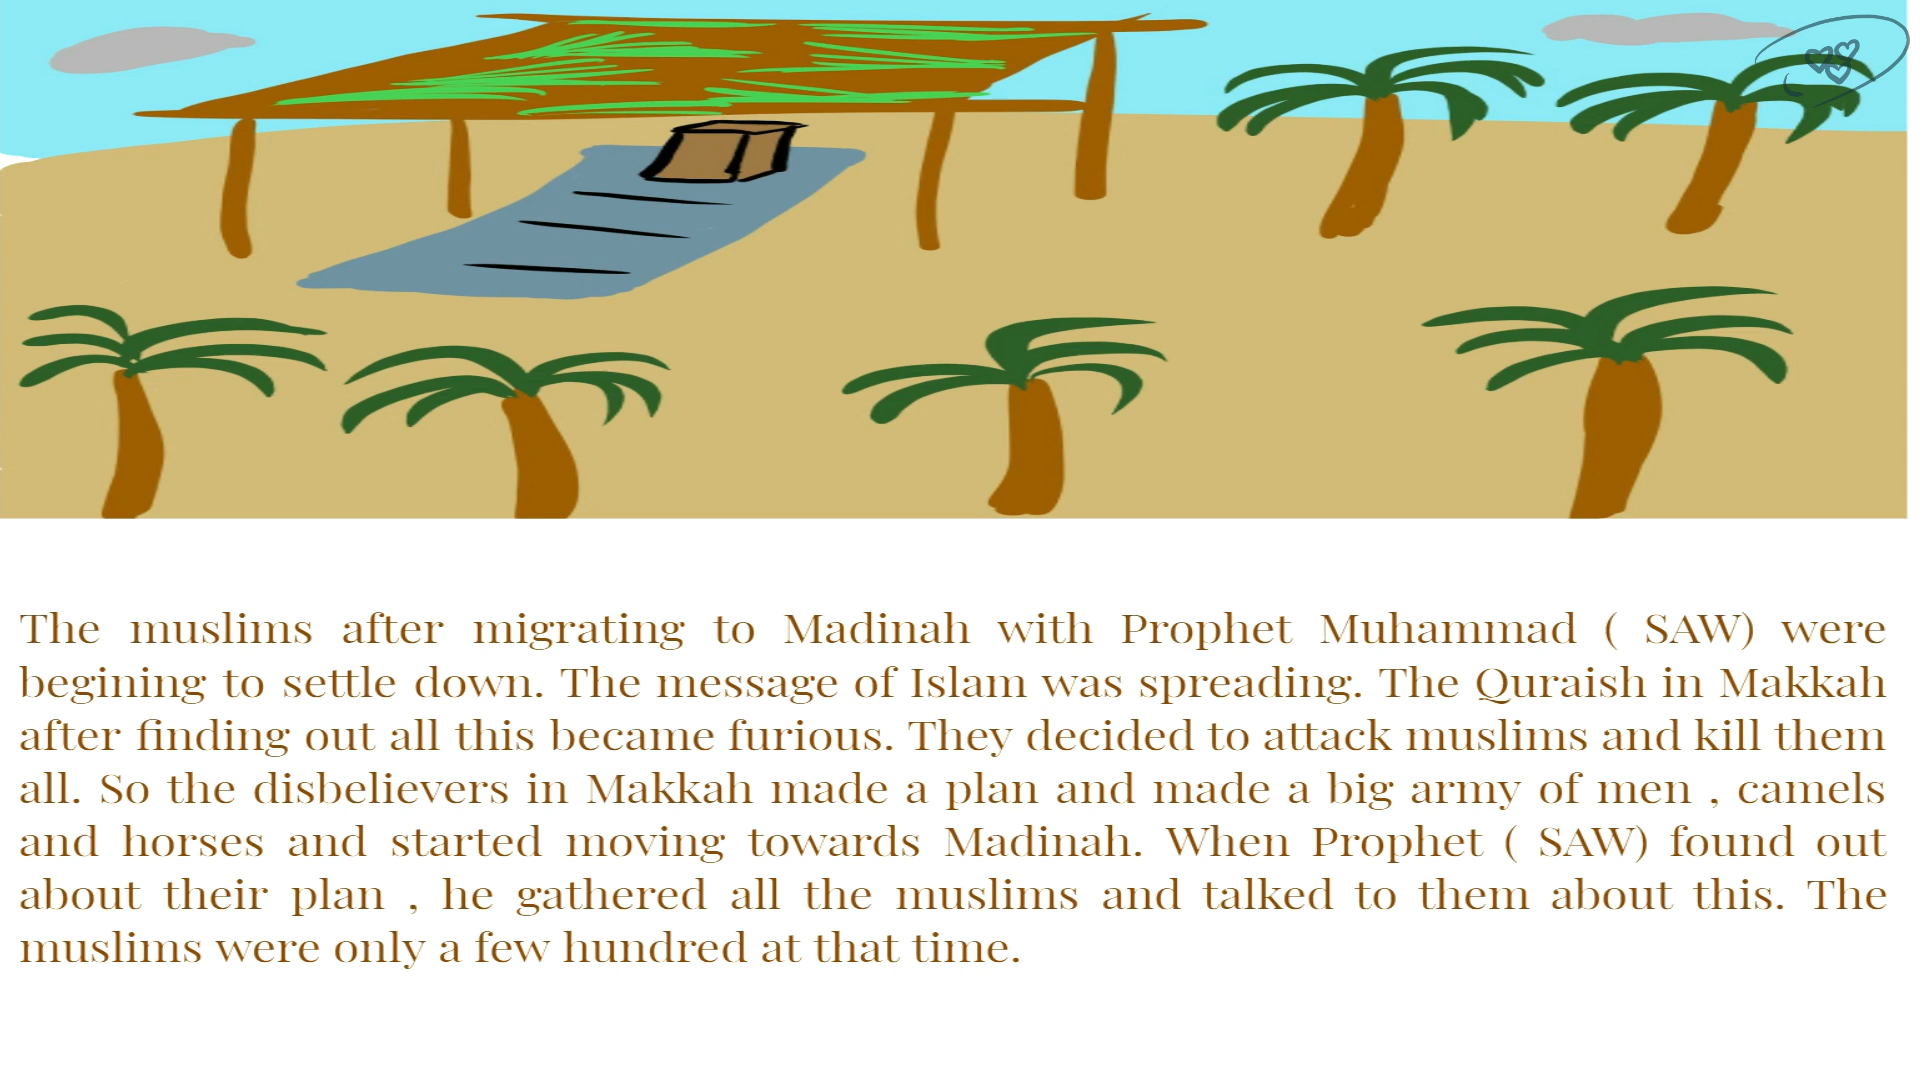 The muslims after migrating to Madinah with Prophet Muhammad ( SAW) were
begining to settle down. The message of Islam was spreading. The Quraish in Makkah
after finding out all this became furious. They decided to attack muslims and kill them
all. So the disbelievers in Makkah made a plan and made a big army of men , camels
and horses and started moving towards Madinah. When Prophet ( SAW) found out
about their plan , he gathered all the muslims and talked to them about this. The
muslims were only a few hundred at that time.